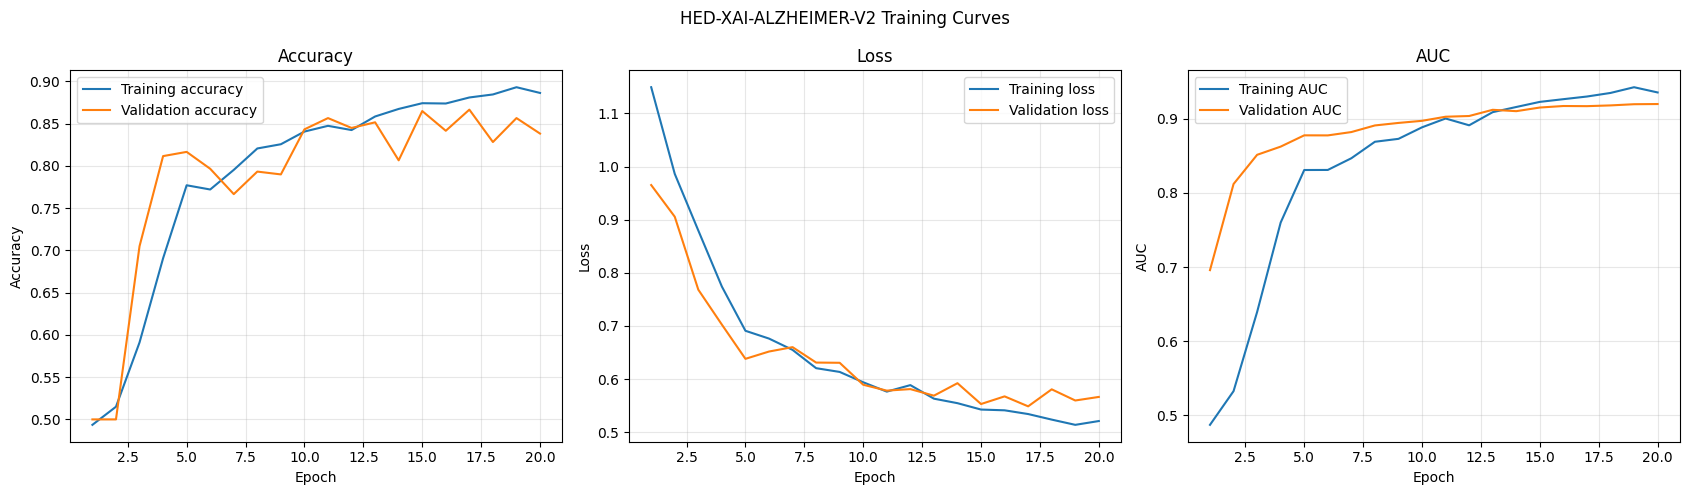 HED-XAI-ALZHEIMER-V2 Training Curves
Accuracy
Training accuracy
Validation accuracy
0.90
0.85
0.80
0.75
0.70
0.65
0.60
0.55
0.50
Accuracy
2.5 5.0 7.5 10.0 12.5 15.0 17.5 20.0
Epoch
Loss
Training loss
Validation loss
1.1
1.0
0.9
0.8
0.7
0.6
0.5
Loss
2.5 5.0 7.5 10.0 12.5 15.0 17.5 20.0
Epoch
AUC
Training AUC
Validation AUC
0.9
0.8
0.7
0.6
0.5
AUC
2.5 5.0 7.5 10.0 12.5 15.0 17.5 20.0
Epoch